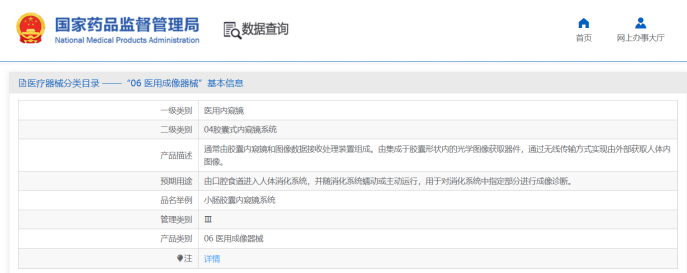 国家药品监督管理局
National Medical Products Administration
数据查询
首页
网上办事大厅
医疗器械分类目录 —— “06 医用成像器械” 基本信息
一级类别 医用内窥镜
二级类别 04胶囊式内窥镜系统
产品描述 通常由胶囊内窥镜和图像数据接收处理装置组成。由集成于胶囊形状内的光学图像获取器件，通过无线传输方式实现由外部获取人体内
图像。
预期用途 由口腔食道进入人体消化系统，并随消化系统蠕动或主动运行，用于对消化系统中指定部分进行成像诊断。
品名举例 小肠胶囊内窥镜系统
管理类别 Ⅲ
产品类别 06 医用成像器械
注 详情